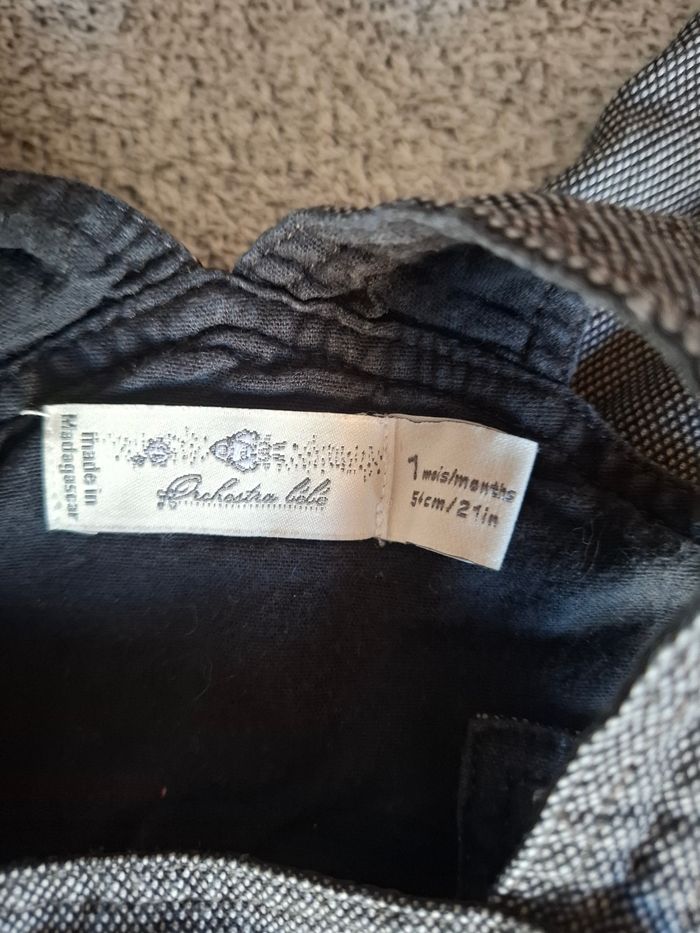 made in
Madagascar
Orchestra bébé
1 mois/months
54cm/21in